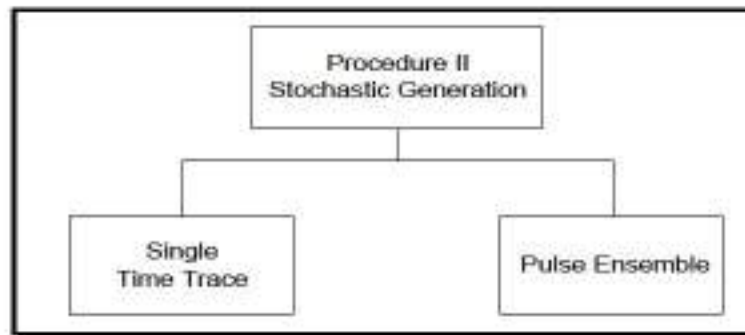 Procedure II
Stochastic Generation
Single
Time Trace
Pulse Ensemble